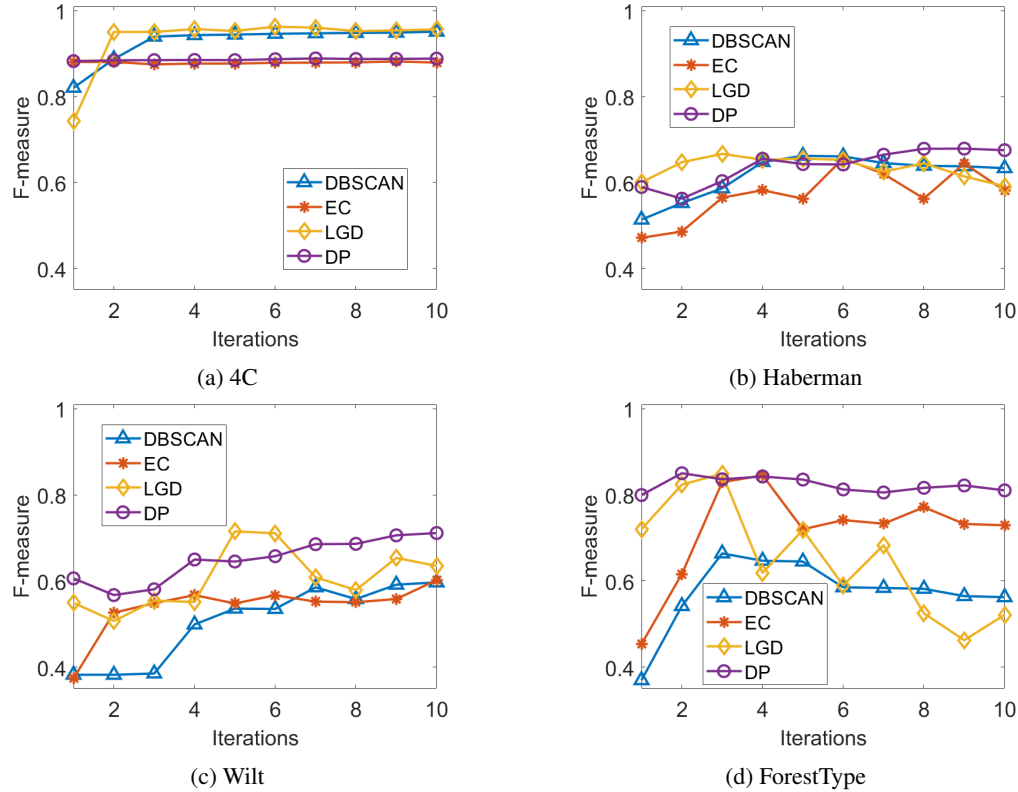 1
0.8
0.6
0.4
F-measure
DBSCAN
EC
LGD
DP
2 4 6 8 10
Iterations
(a) 4C
1
0.8
0.6
0.4
F-measure
DBSCAN
EC
LGD
DP
2 4 6 8 10
Iterations
(b) Haberman
1
0.8
0.6
0.4
F-measure
DBSCAN
EC
LGD
DP
2 4 6 8 10
Iterations
(c) Wilt
1
0.8
0.6
0.4
F-measure
DBSCAN
EC
LGD
DP
2 4 6 8 10
Iterations
(d) ForestType